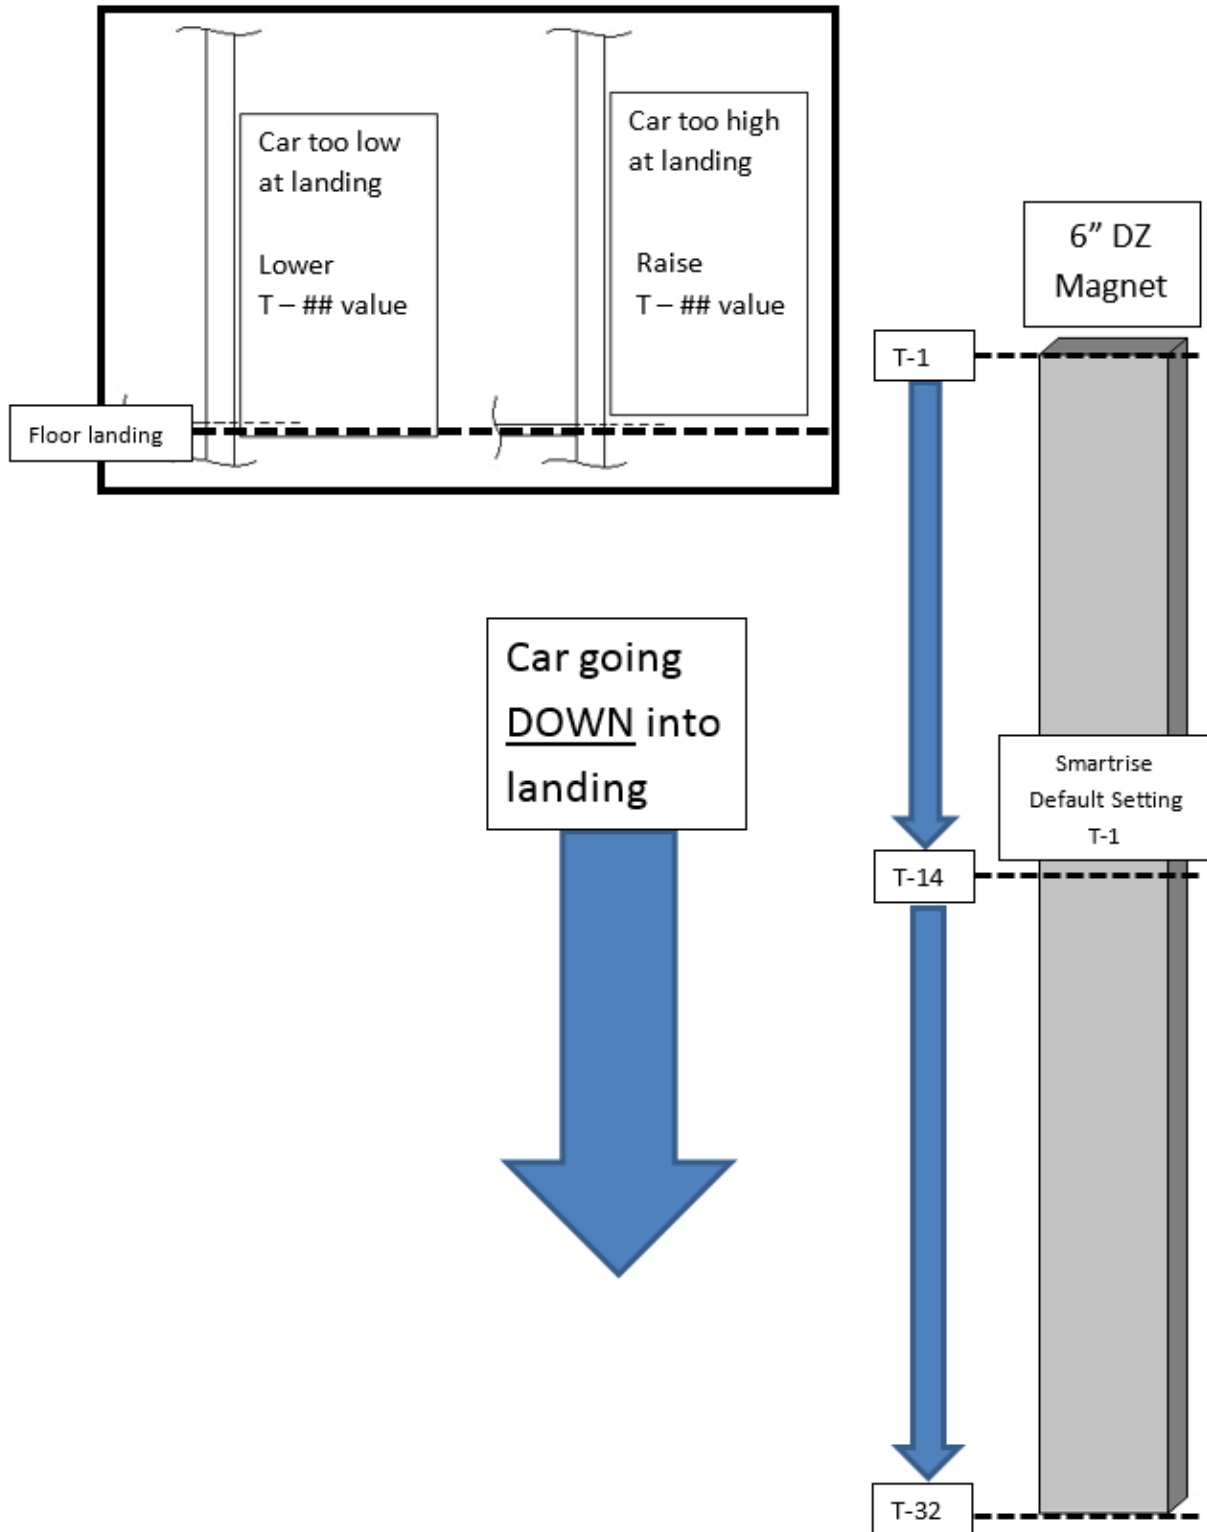 Car too low
at landing
Lower
T – ## value
Car too high
at landing
Raise
T – ## value
Floor landing
6” DZ
Magnet
T-1
Car going
DOWN into
landing
Smartrise
Default Setting
T-1
T-14
T-32